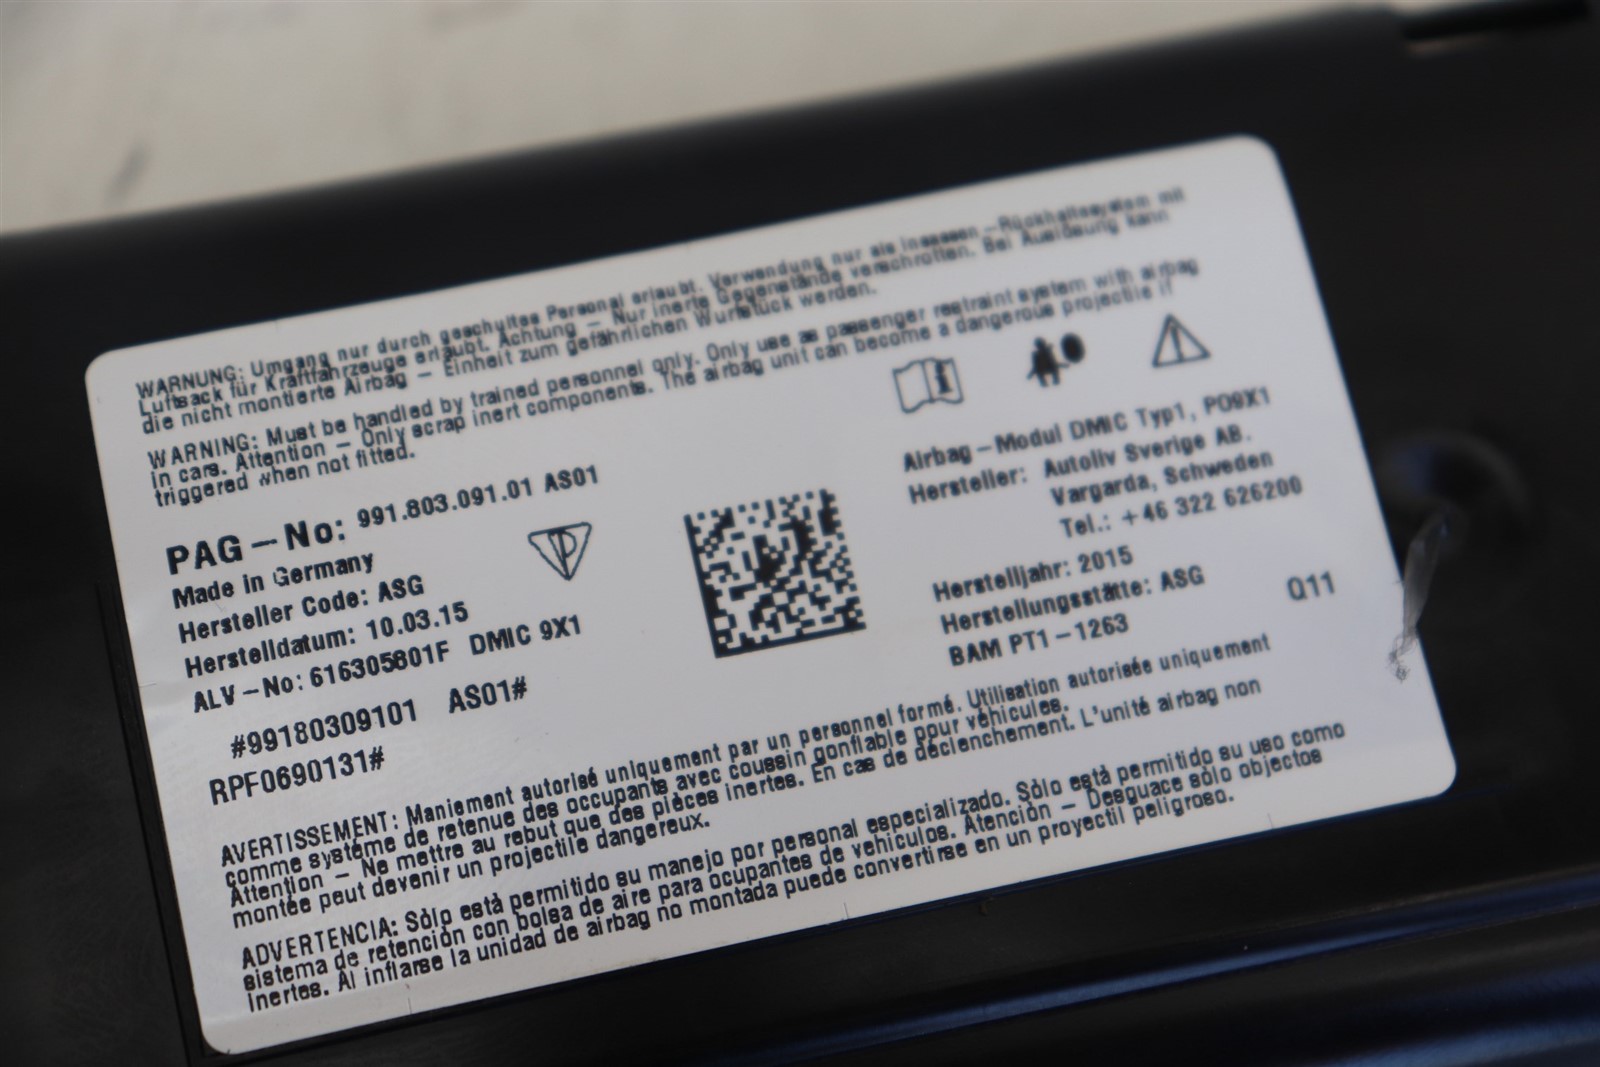 WARNUNG: Umgang nur durch geschultes Personal erlaubt. Verwendung nur als Insassen-Rückhaltesystem mit
Luftsack für Kraftfahrzeuge erlaubt. Achtung - Nur inerte Gegenstände verschrotten. Bei Auslösung kann
die nicht montierte Airbag - Einheit zum gefährlichen Wurfstück werden.
WARNING: Must be handled by trained personnel only. Only use as passenger restraint system with airbag
in cars. Attention - Only scrap inert components. The airbag unit can become a dangerous projectile if
triggered when not fitted.
PAG-No: 991.803.091.01 AS01
Made in Germany
Hersteller Code: ASG
Herstelldatum: 10.03.15
ALV-No: 616305801F DMIC 9X1
#99180309101 AS01#
RPF0690131#
Airbag-Modul DMIC Typ1, PO9X1
Hersteller: Autoliv Sverige AB.
Vargarda, Schweden
Tel.: +46 322 626200
Herstelljahr: 2015
Herstellungsstätte: ASG
BAM PT1-1263
Q11
AVERTISSEMENT: Maniement autorisé uniquement par un personnel formé. Utilisation autorisée uniquement
comme système de retenue des occupants avec coussin gonflable pour véhicules.
Attention - Ne mettre au rebut que des pièces inertes. En cas de déclenchement. L'unité airbag non
montée peut devenir un projectile dangereux.
ADVERTENCIA: Sòlo està permitido su manejo por personal especializado. Sòlo està permitido su uso como
sistema de retención con bolsa de aire para ocupantes de vehiculos. Atención - Desguace sòlo objectos
inertes. Al inflarse la unidad de airbag no montada puede convertirse en un proyectil peligroso.